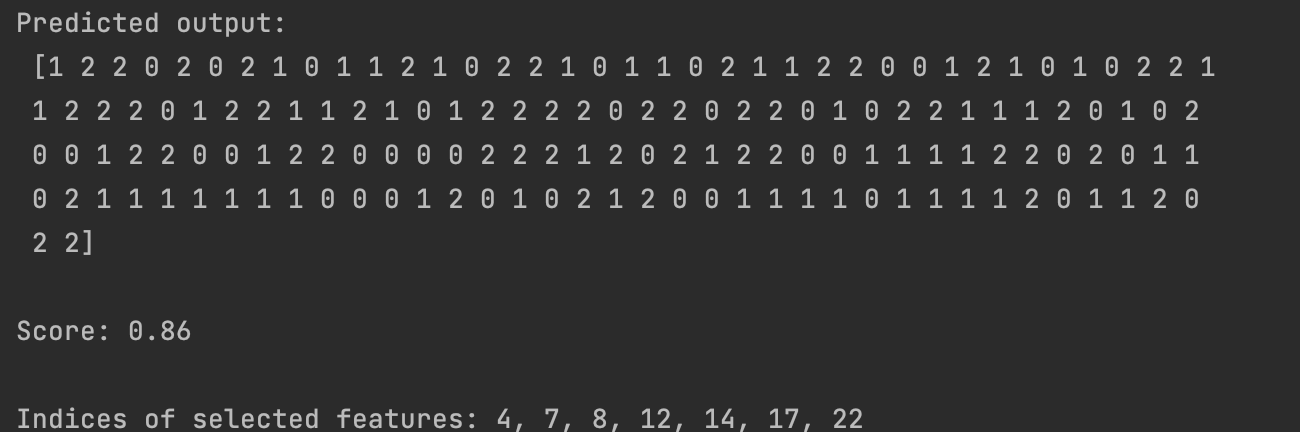 Predicted output:
[1 2 2 0 2 0 2 1 0 1 1 2 1 0 2 2 1 0 1 1 0 2 1 1 2 2 0 0 1 2 1 0 1 0 2 2 1
1 2 2 2 0 1 2 2 1 1 2 1 0 1 2 2 2 2 0 2 2 0 2 2 0 1 0 2 2 1 1 1 2 0 1 0 2
0 0 1 2 2 0 0 1 2 2 0 0 0 0 2 2 2 1 2 0 2 1 2 2 0 0 1 1 1 1 2 2 0 2 0 1 1
0 2 1 1 1 1 1 1 1 0 0 0 1 2 0 1 0 2 1 2 0 0 1 1 1 1 0 1 1 1 1 2 0 1 1 2 0
2 2]
Score: 0.86
Indices of selected features: 4, 7, 8, 12, 14, 17, 22